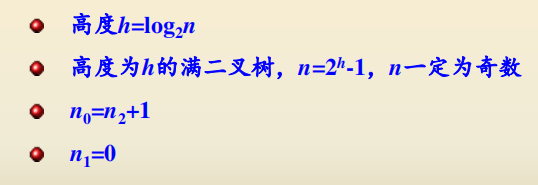 高度h=log₂n
高度为h的满二叉树，n=2ʰ-1，n一定为奇数
n₀=n₂+1
n₁=0